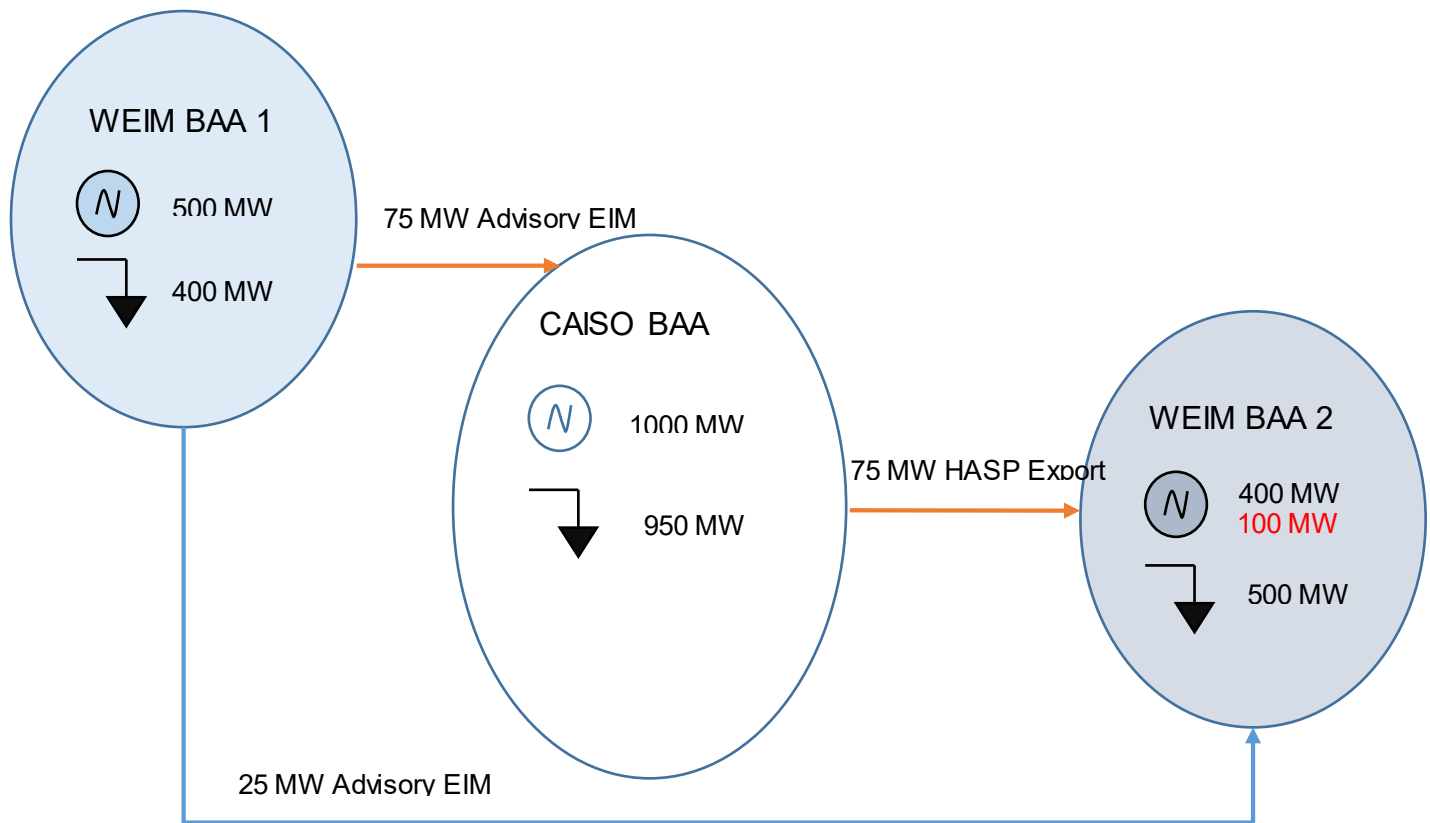 WEIM BAA 1
500 MW
400 MW
75 MW Advisory EIM
CAISO BAA
1000 MW
950 MW
75 MW HASP Export
WEIM BAA 2
400 MW
100 MW
500 MW
25 MW Advisory EIM